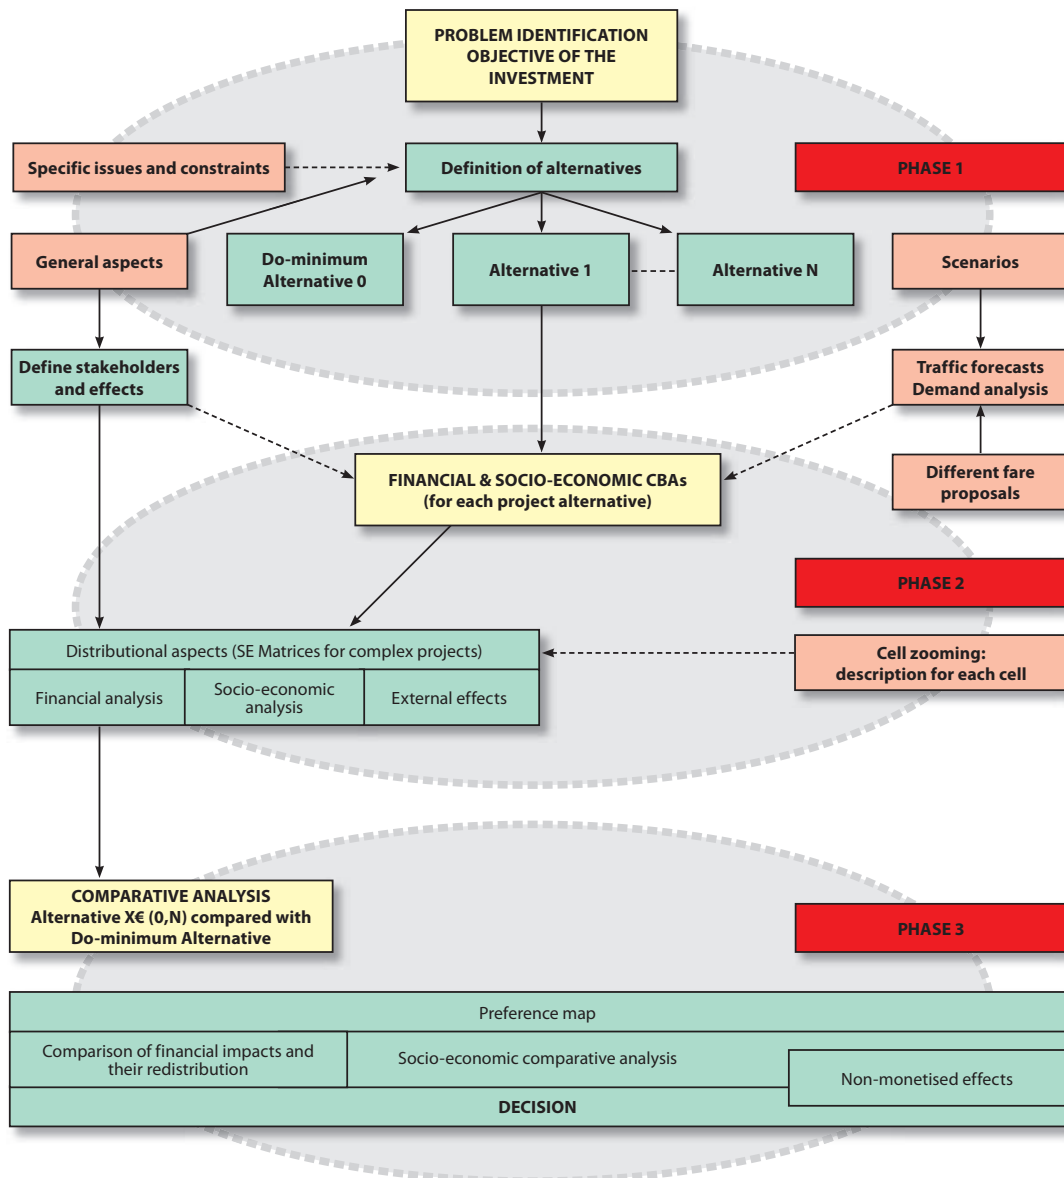 PROBLEM IDENTIFICATION
OBJECTIVE OF THE
INVESTMENT
Specific issues and constraints
Definition of alternatives
PHASE 1
General aspects
Do-minimum
Alternative 0
Alternative 1
Alternative N
Scenarios
Define stakeholders
and effects
Traffic forecasts
Demand analysis
FINANCIAL & SOCIO-ECONOMIC CBAs
(for each project alternative)
Different fare
proposals
PHASE 2
Distributional aspects (SE Matrices for complex projects)
Financial analysis
Socio-economic
analysis
External effects
Cell zooming:
description for each cell
COMPARATIVE ANALYSIS
Alternative X€ (0,N) compared with
Do-minimum Alternative
PHASE 3
Preference map
Comparison of financial impacts and
their redistribution
Socio-economic comparative analysis
Non-monetised effects
DECISION